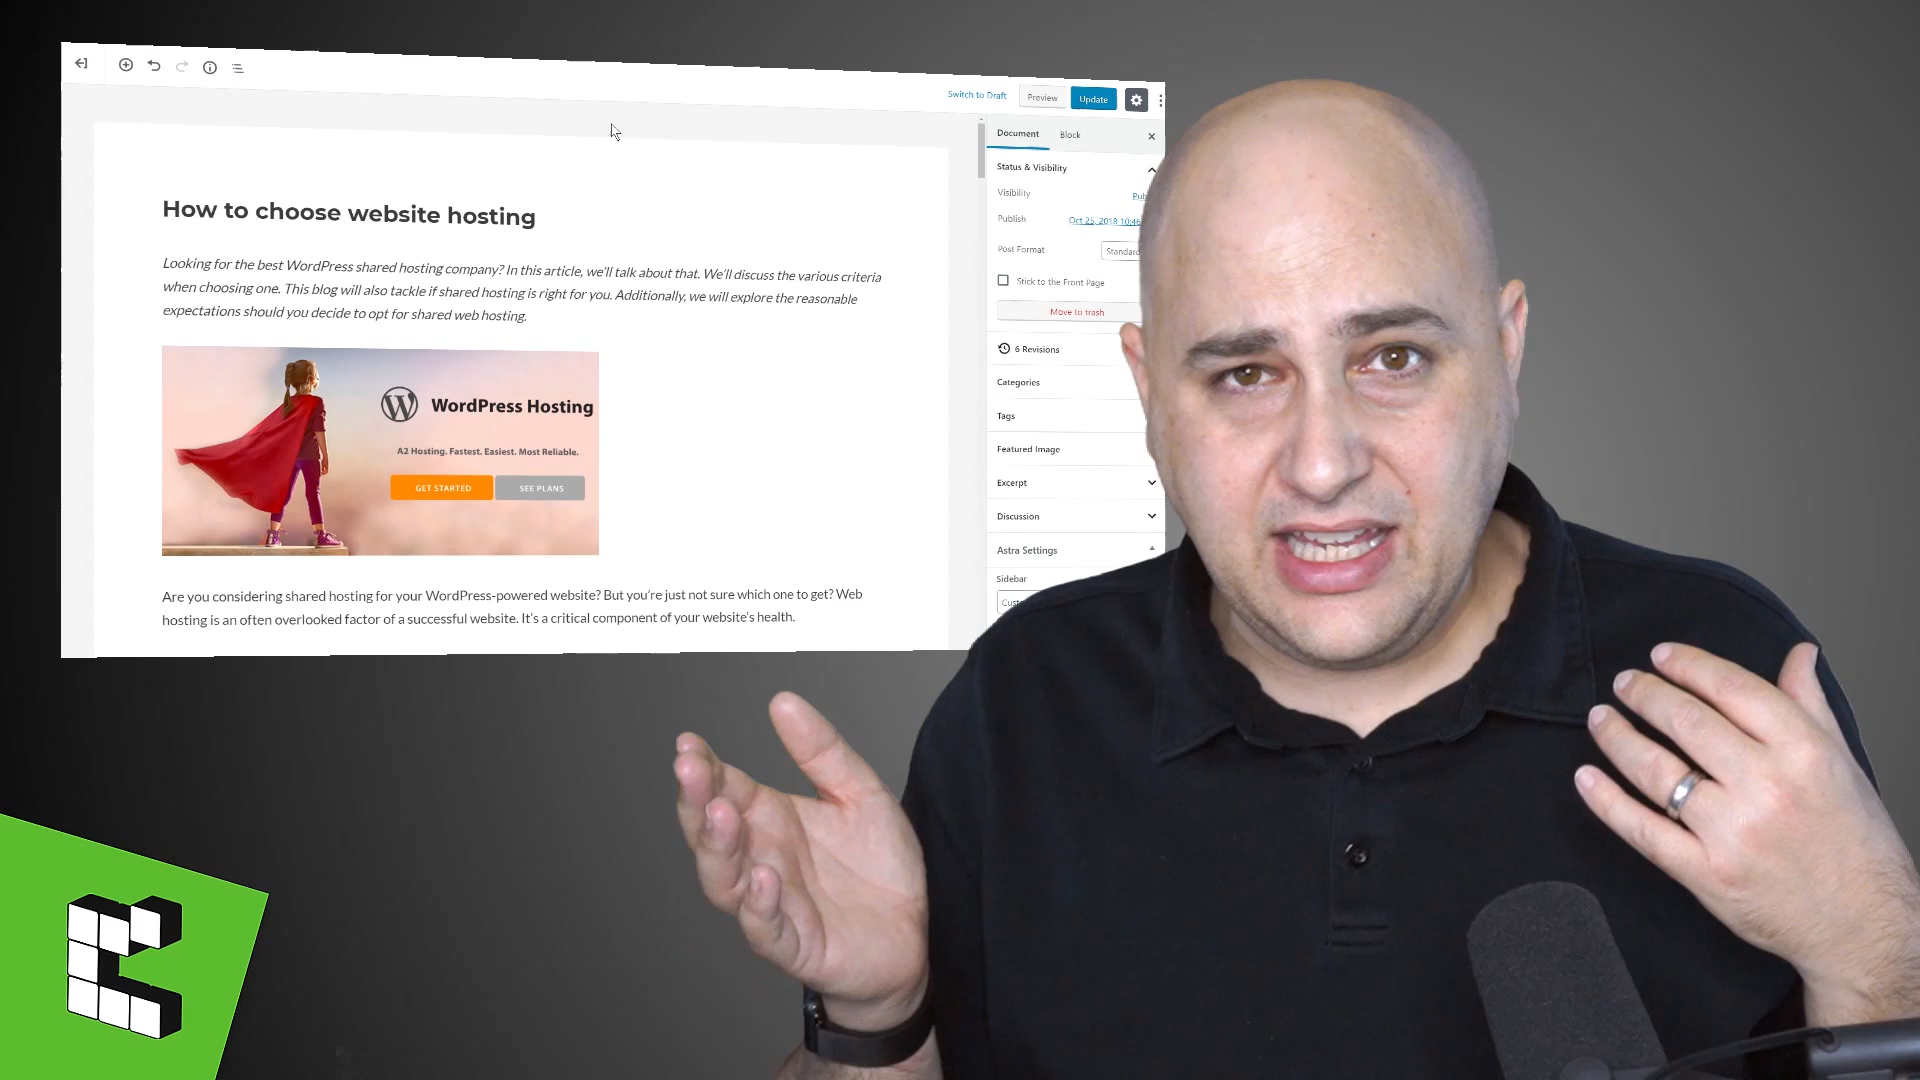 Switch to Draft
Preview
Update
How to choose website hosting
Looking for the best WordPress shared hosting company? In this article, we'll talk about that. We'll discuss the various criteria
when choosing one. This blog will also tackle if shared hosting is right for you. Additionally, we will explore the reasonable
expectations should you decide to opt for shared web hosting.
WordPress Hosting
A2 Hosting. Fastest. Easiest. Most Reliable.
GET STARTED
SEE PLANS
Are you considering shared hosting for your WordPress-powered website? But you're just not sure which one to get? Web
hosting is an often overlooked factor of a successful website. It's a critical component of your website's health.
Document
Block
Status & Visibility
Visibility
Publish
Oct 25, 2018 10:46
Post Format
Standard
Stick to the Front Page
Move to trash
6 Revisions
Categories
Tags
Featured Image
Excerpt
Discussion
Astra Settings
Sidebar